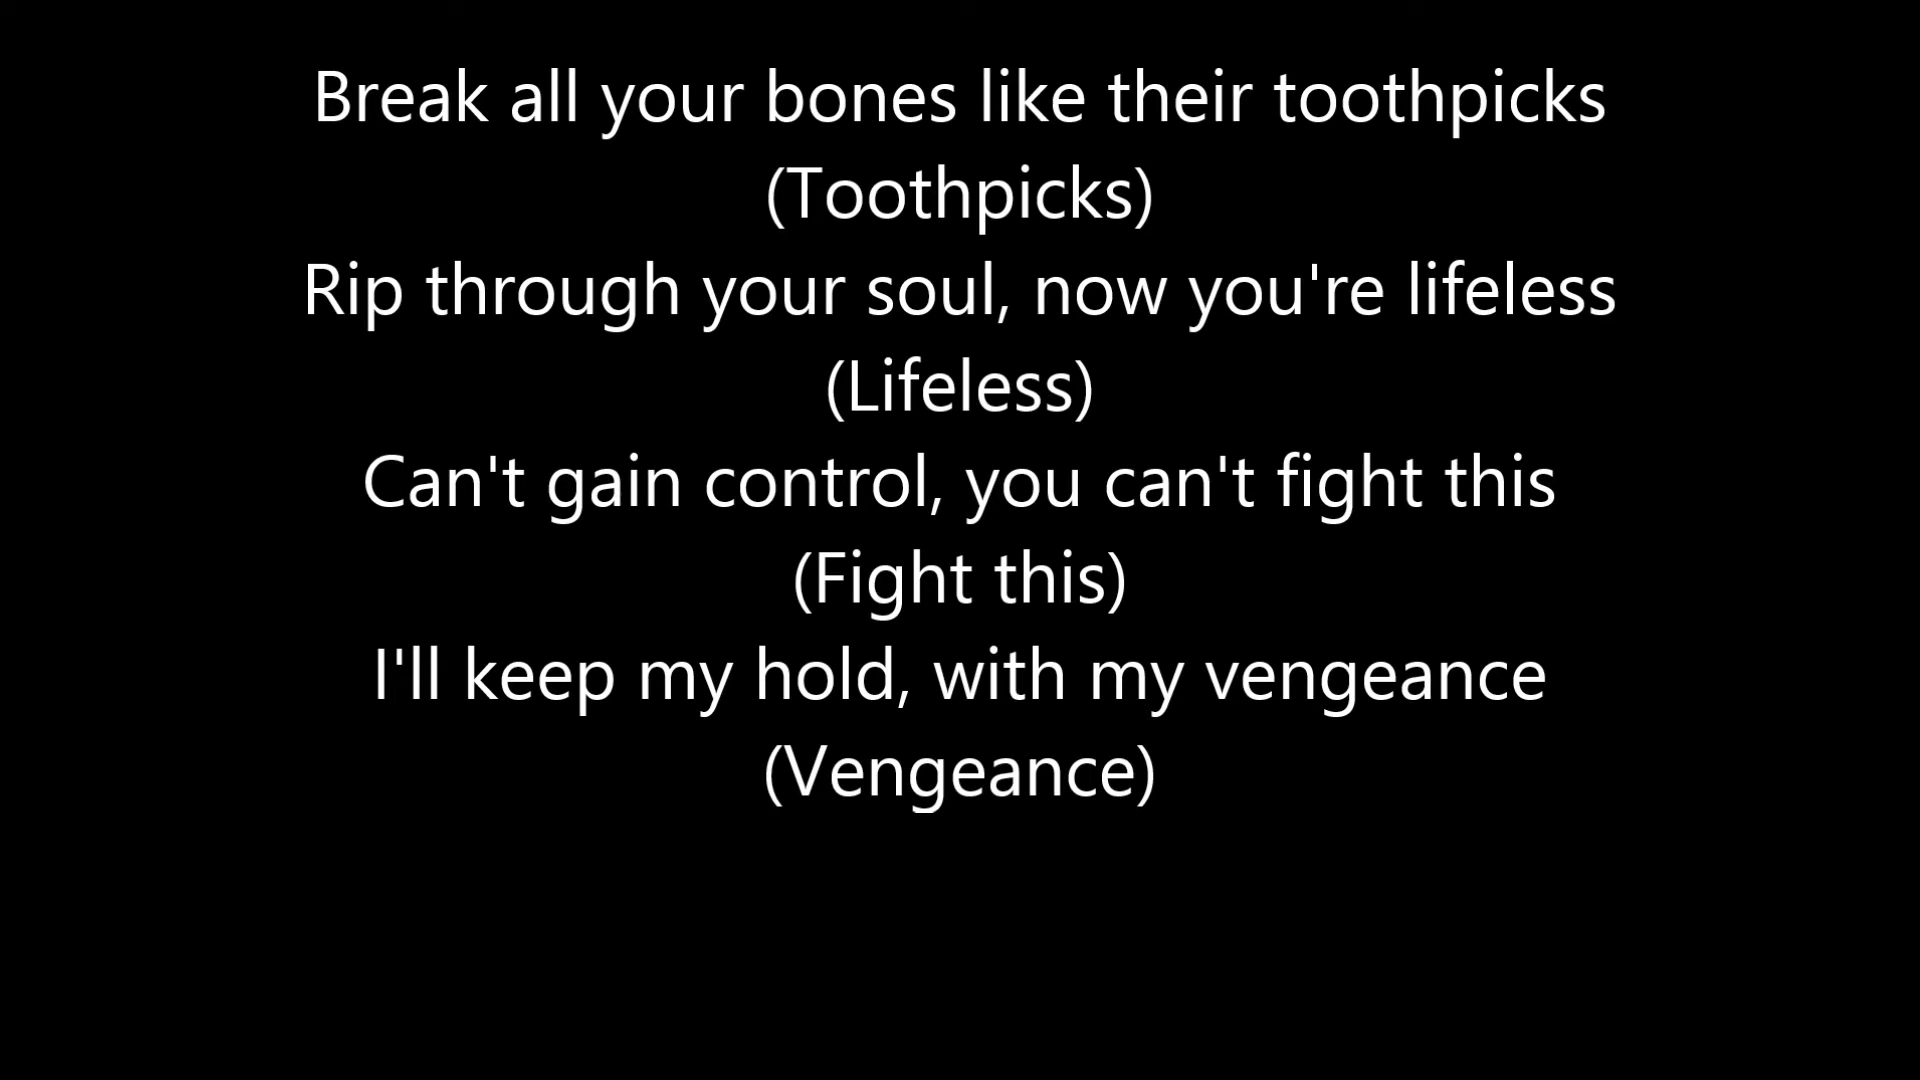 Break all your bones like their toothpicks
(Toothpicks)
Rip through your soul, now you're lifeless
(Lifeless)
Can't gain control, you can't fight this
(Fight this)
I'll keep my hold, with my vengeance
(Vengeance)